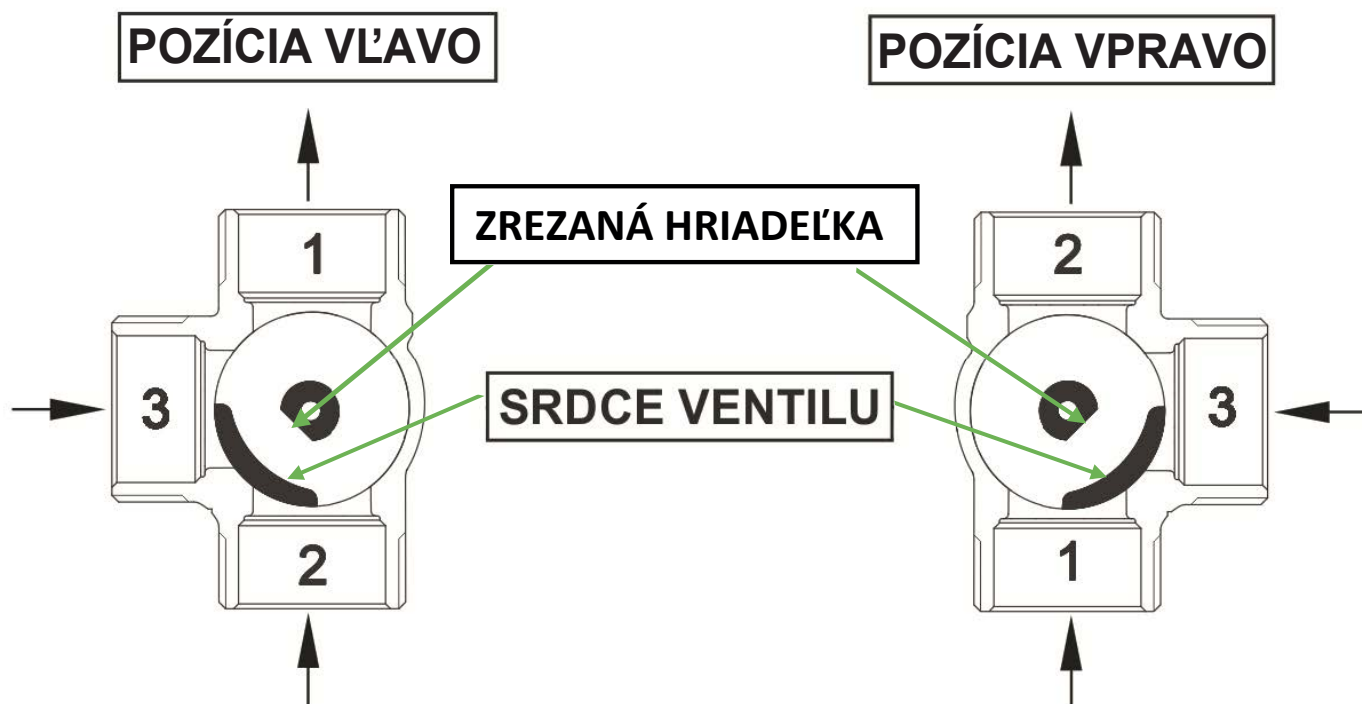 POZÍCIA VĽAVO
POZÍCIA VPRAVO
ZREZANÁ HRIADEĽKA
1
2
3
SRDCE VENTILU
3
2
1